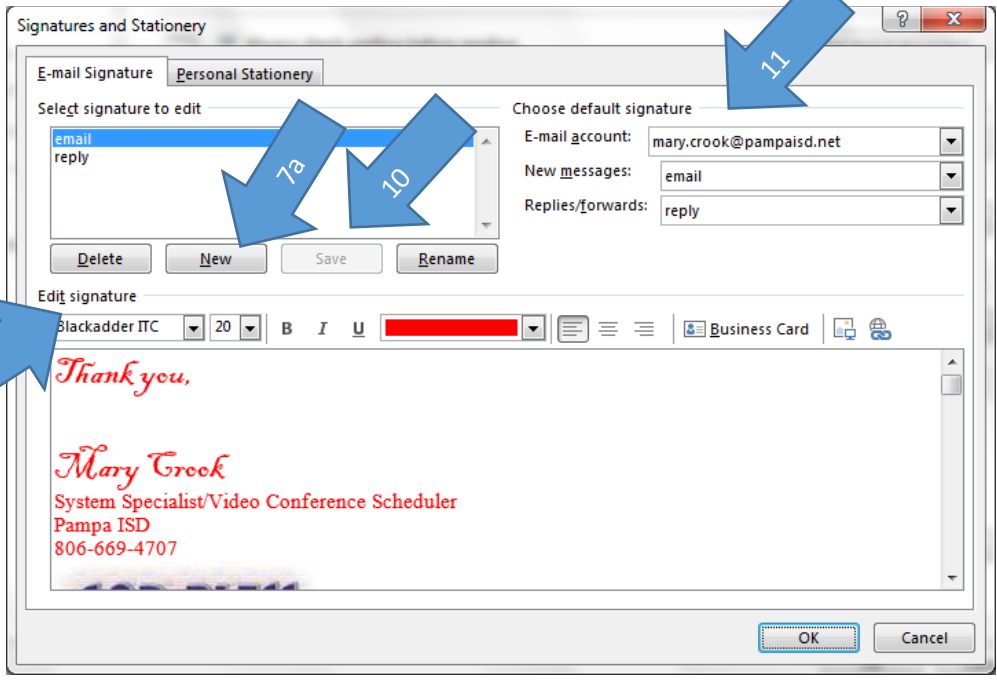 Signatures and Stationery
11
E-mail Signature Personal Stationery
Select signature to edit
email
reply
7a
10
Delete New Save Rename
Choose default signature
E-mail account: mary.crook@pampaisd.net
New messages: email
Replies/forwards: reply
Edit signature
Blackadder ITC 20 B I U Business Card
Thank you,
Mary Crook
System Specialist/Video Conference Scheduler
Pampa ISD
806-669-4707
OK Cancel